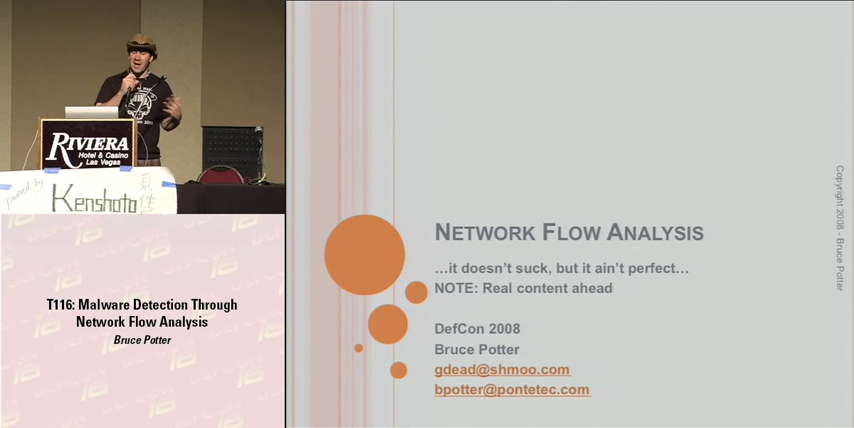 RIVIERA
Hotel & Casino
Las Vegas
pwned by
Kenshoto
T116: Malware Detection Through
Network Flow Analysis
Bruce Potter
NETWORK FLOW ANALYSIS
…it doesn't suck, but it ain't perfect…
NOTE: Real content ahead
DefCon 2008
Bruce Potter
gdead@shmoo.com
bpotter@pontetec.com
Copyright 2008 - Bruce Potter